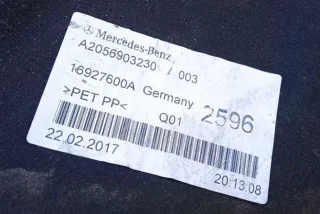 Mercedes-Benz
A2056903230 / 003
16927600A Germany 2596
>PET PP< Q01
22.02.2017 20:13:08